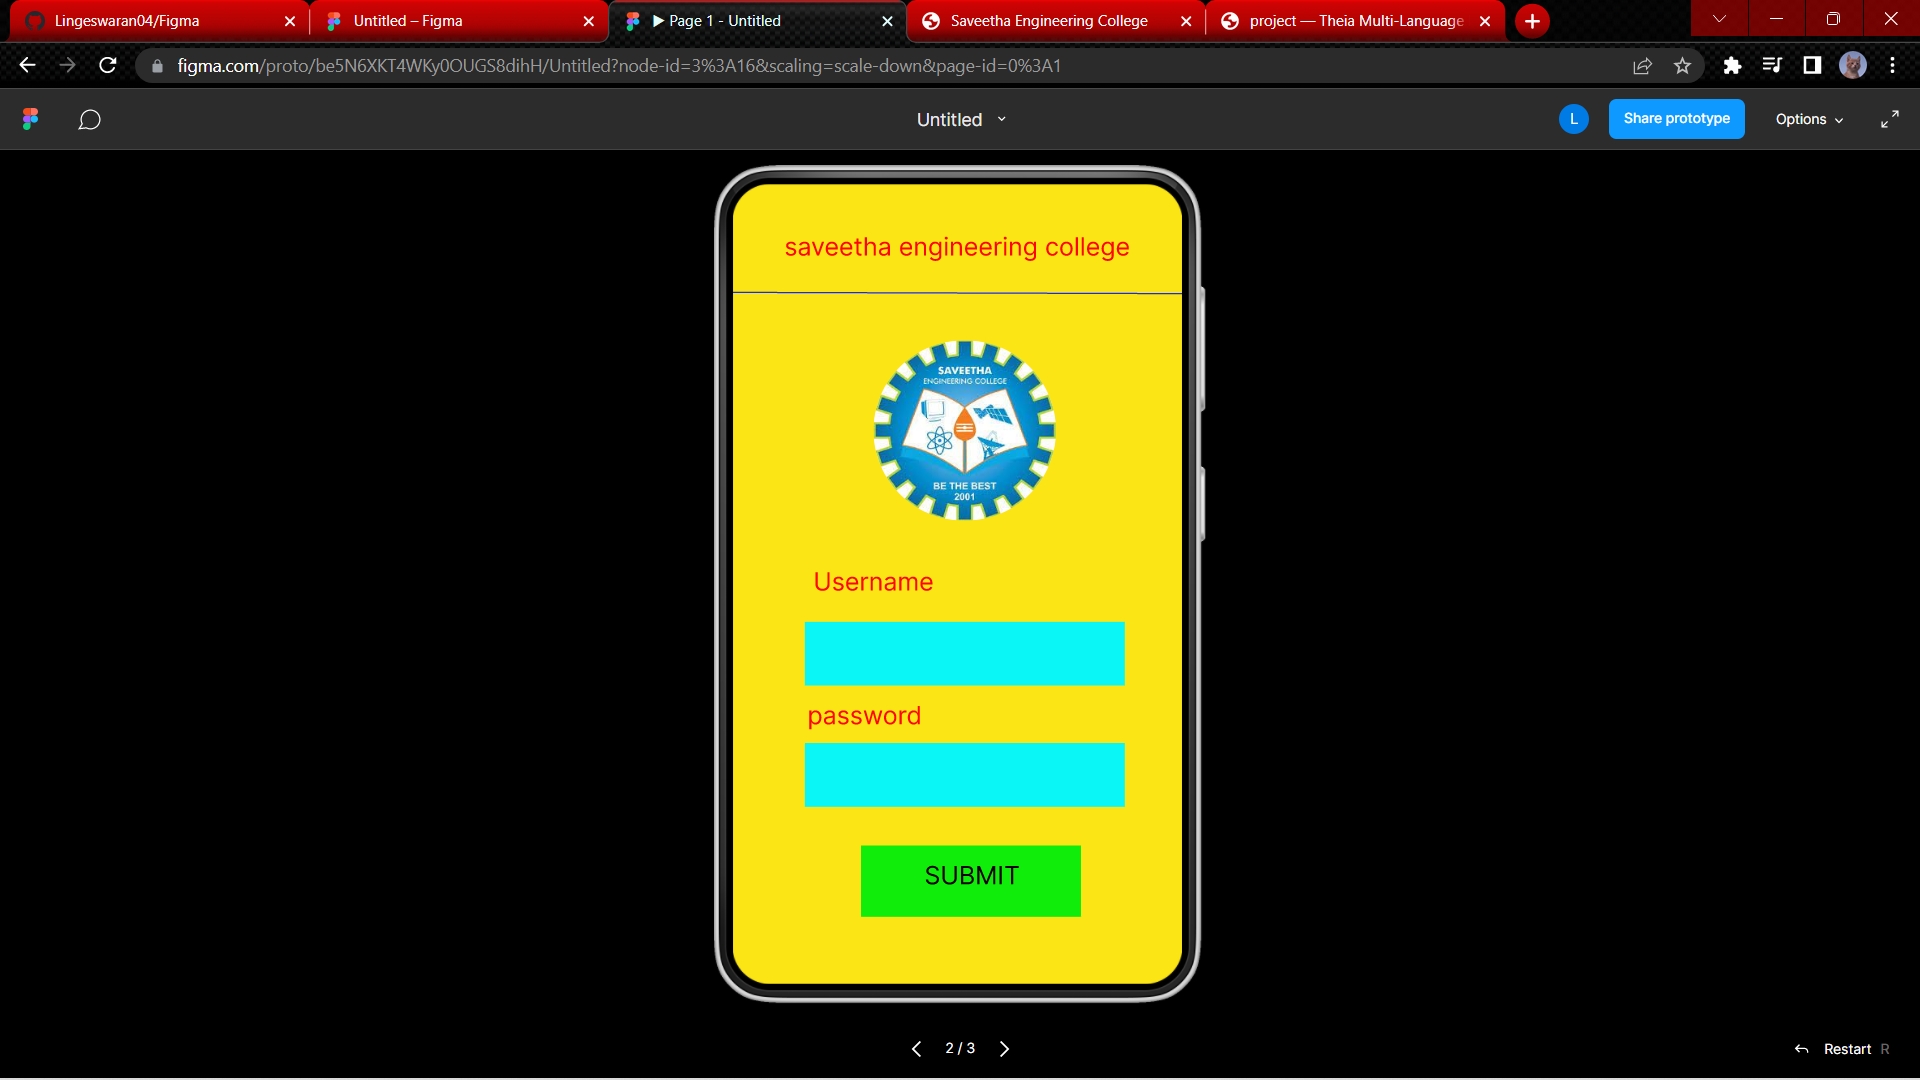 Lingeswaran04/Figma
Untitled – Figma
▶ Page 1 - Untitled
Saveetha Engineering College
project — Theia Multi-Language
figma.com/proto/be5N6XKT4WKy0OUGS8dihH/Untitled?node-id=3%3A16&scaling=scale-down&page-id=0%3A1
Untitled
L
Share prototype
Options
saveetha engineering college
SAVEETHA
ENGINEERING COLLEGE
BE THE BEST
2001
Username
password
SUBMIT
2 / 3
Restart R